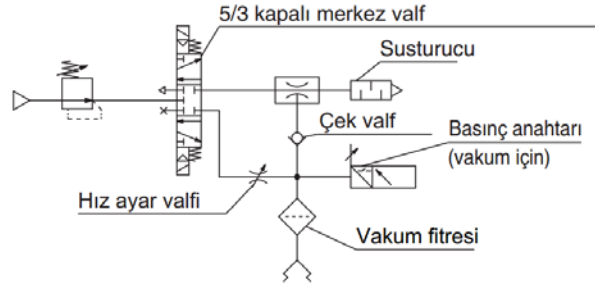 5/3 kapalı merkez valf
Susturucu
Çek valf
Basınç anahtarı
(vakum için)
Hız ayar valfi
Vakum fitresi